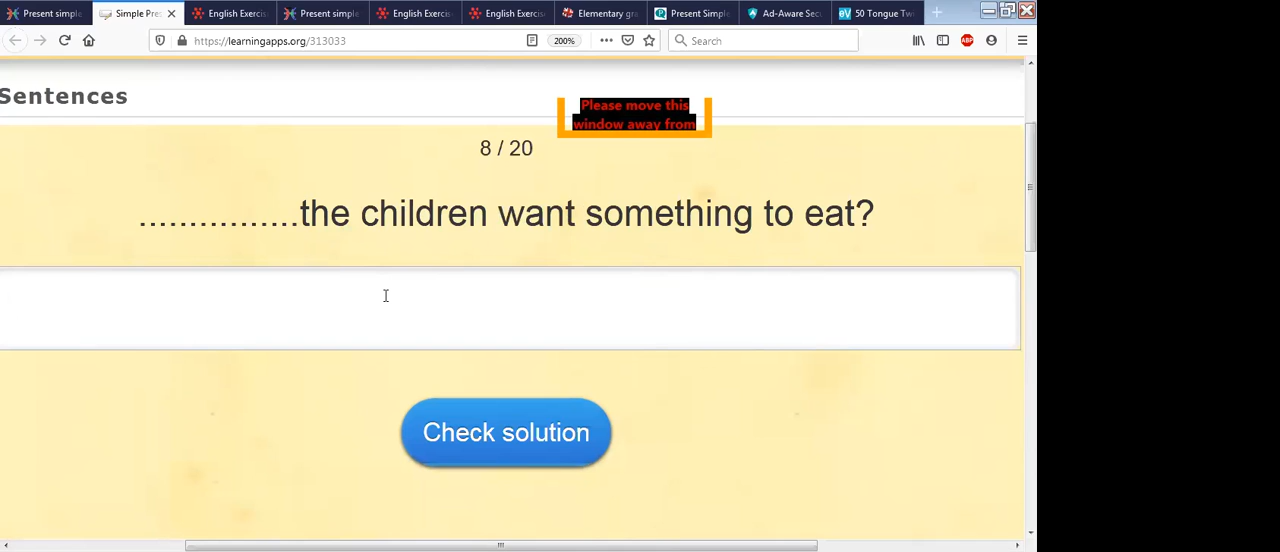 Present simple
Simple Pres
English Exercis
Present simple
English Exercis
English Exercis
Elementary gra
Present Simple
Ad-Aware Sec
50 Tongue Tw
https://learningapps.org/313033
200%
Search
ABP
Sentences
Please move this
window away from
8 / 20
................the children want something to eat?
Check solution